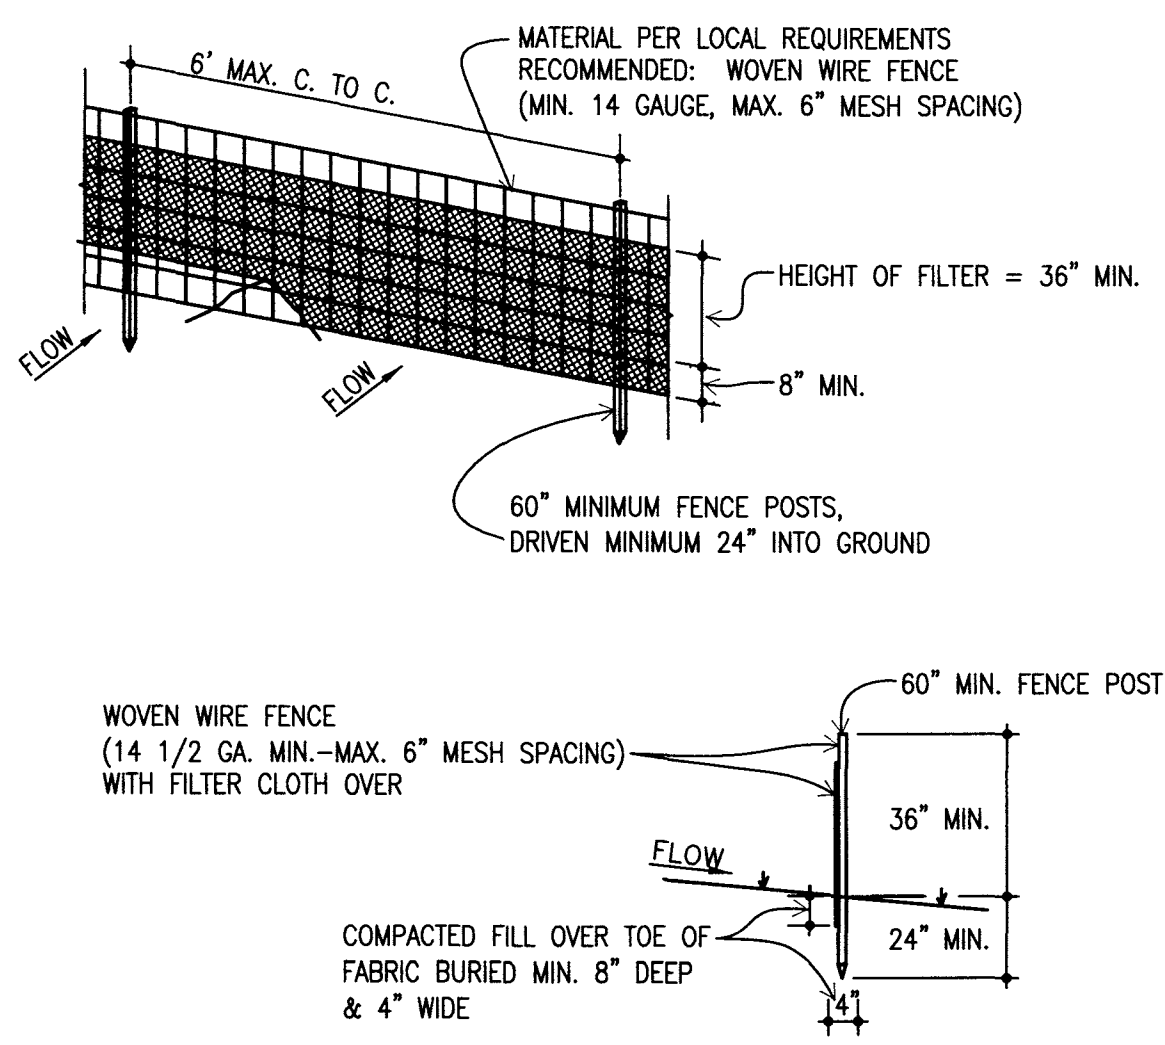 MATERIAL PER LOCAL REQUIREMENTS
RECOMMENDED: WOVEN WIRE FENCE
(MIN. 14 GAUGE, MAX. 6" MESH SPACING)
6' MAX. C. TO C.
HEIGHT OF FILTER = 36" MIN.
8" MIN.
FLOW
FLOW
60" MINIMUM FENCE POSTS,
DRIVEN MINIMUM 24" INTO GROUND
60" MIN. FENCE POST
WOVEN WIRE FENCE
(14 1/2 GA. MIN.-MAX. 6" MESH SPACING)
WITH FILTER CLOTH OVER
36" MIN.
FLOW
24" MIN.
COMPACTED FILL OVER TOE OF
FABRIC BURIED MIN. 8" DEEP
& 4" WIDE
4"